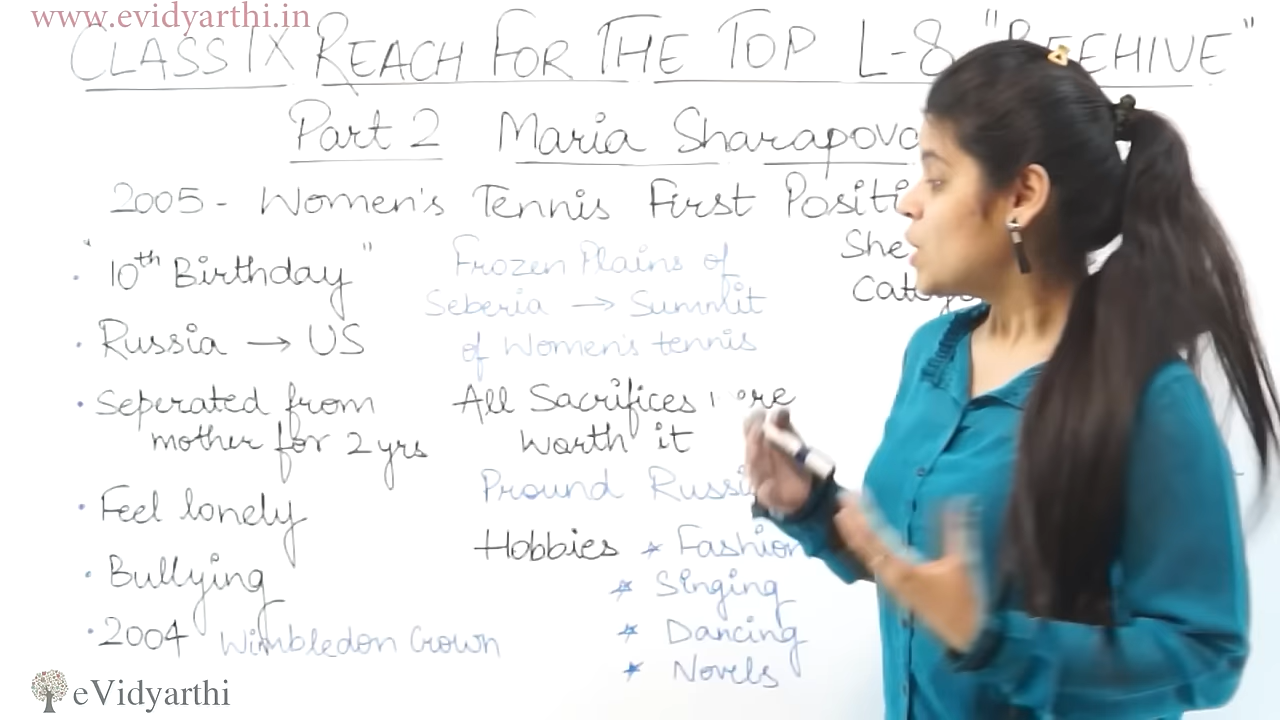 www.evidyarthi.in
CLASS IX REACH FOR THE TOP L-8 "BEEHIVE"
Part 2 Maria Sharapova
2005 - Women's Tennis First Positi
• "10th Birthday"
• Russia → US
• Seperated from
mother for 2 yrs
• Feel lonely
• Bullying
• 2004 Wimbledon Crown
Frozen Plains of
Seberia → Summit
of Women's tennis
All Sacrifices were
worth it
Pround Russi
Hobbies * Fashion
* Singing
* Dancing
* Novels
She
Catego
eVidyarthi